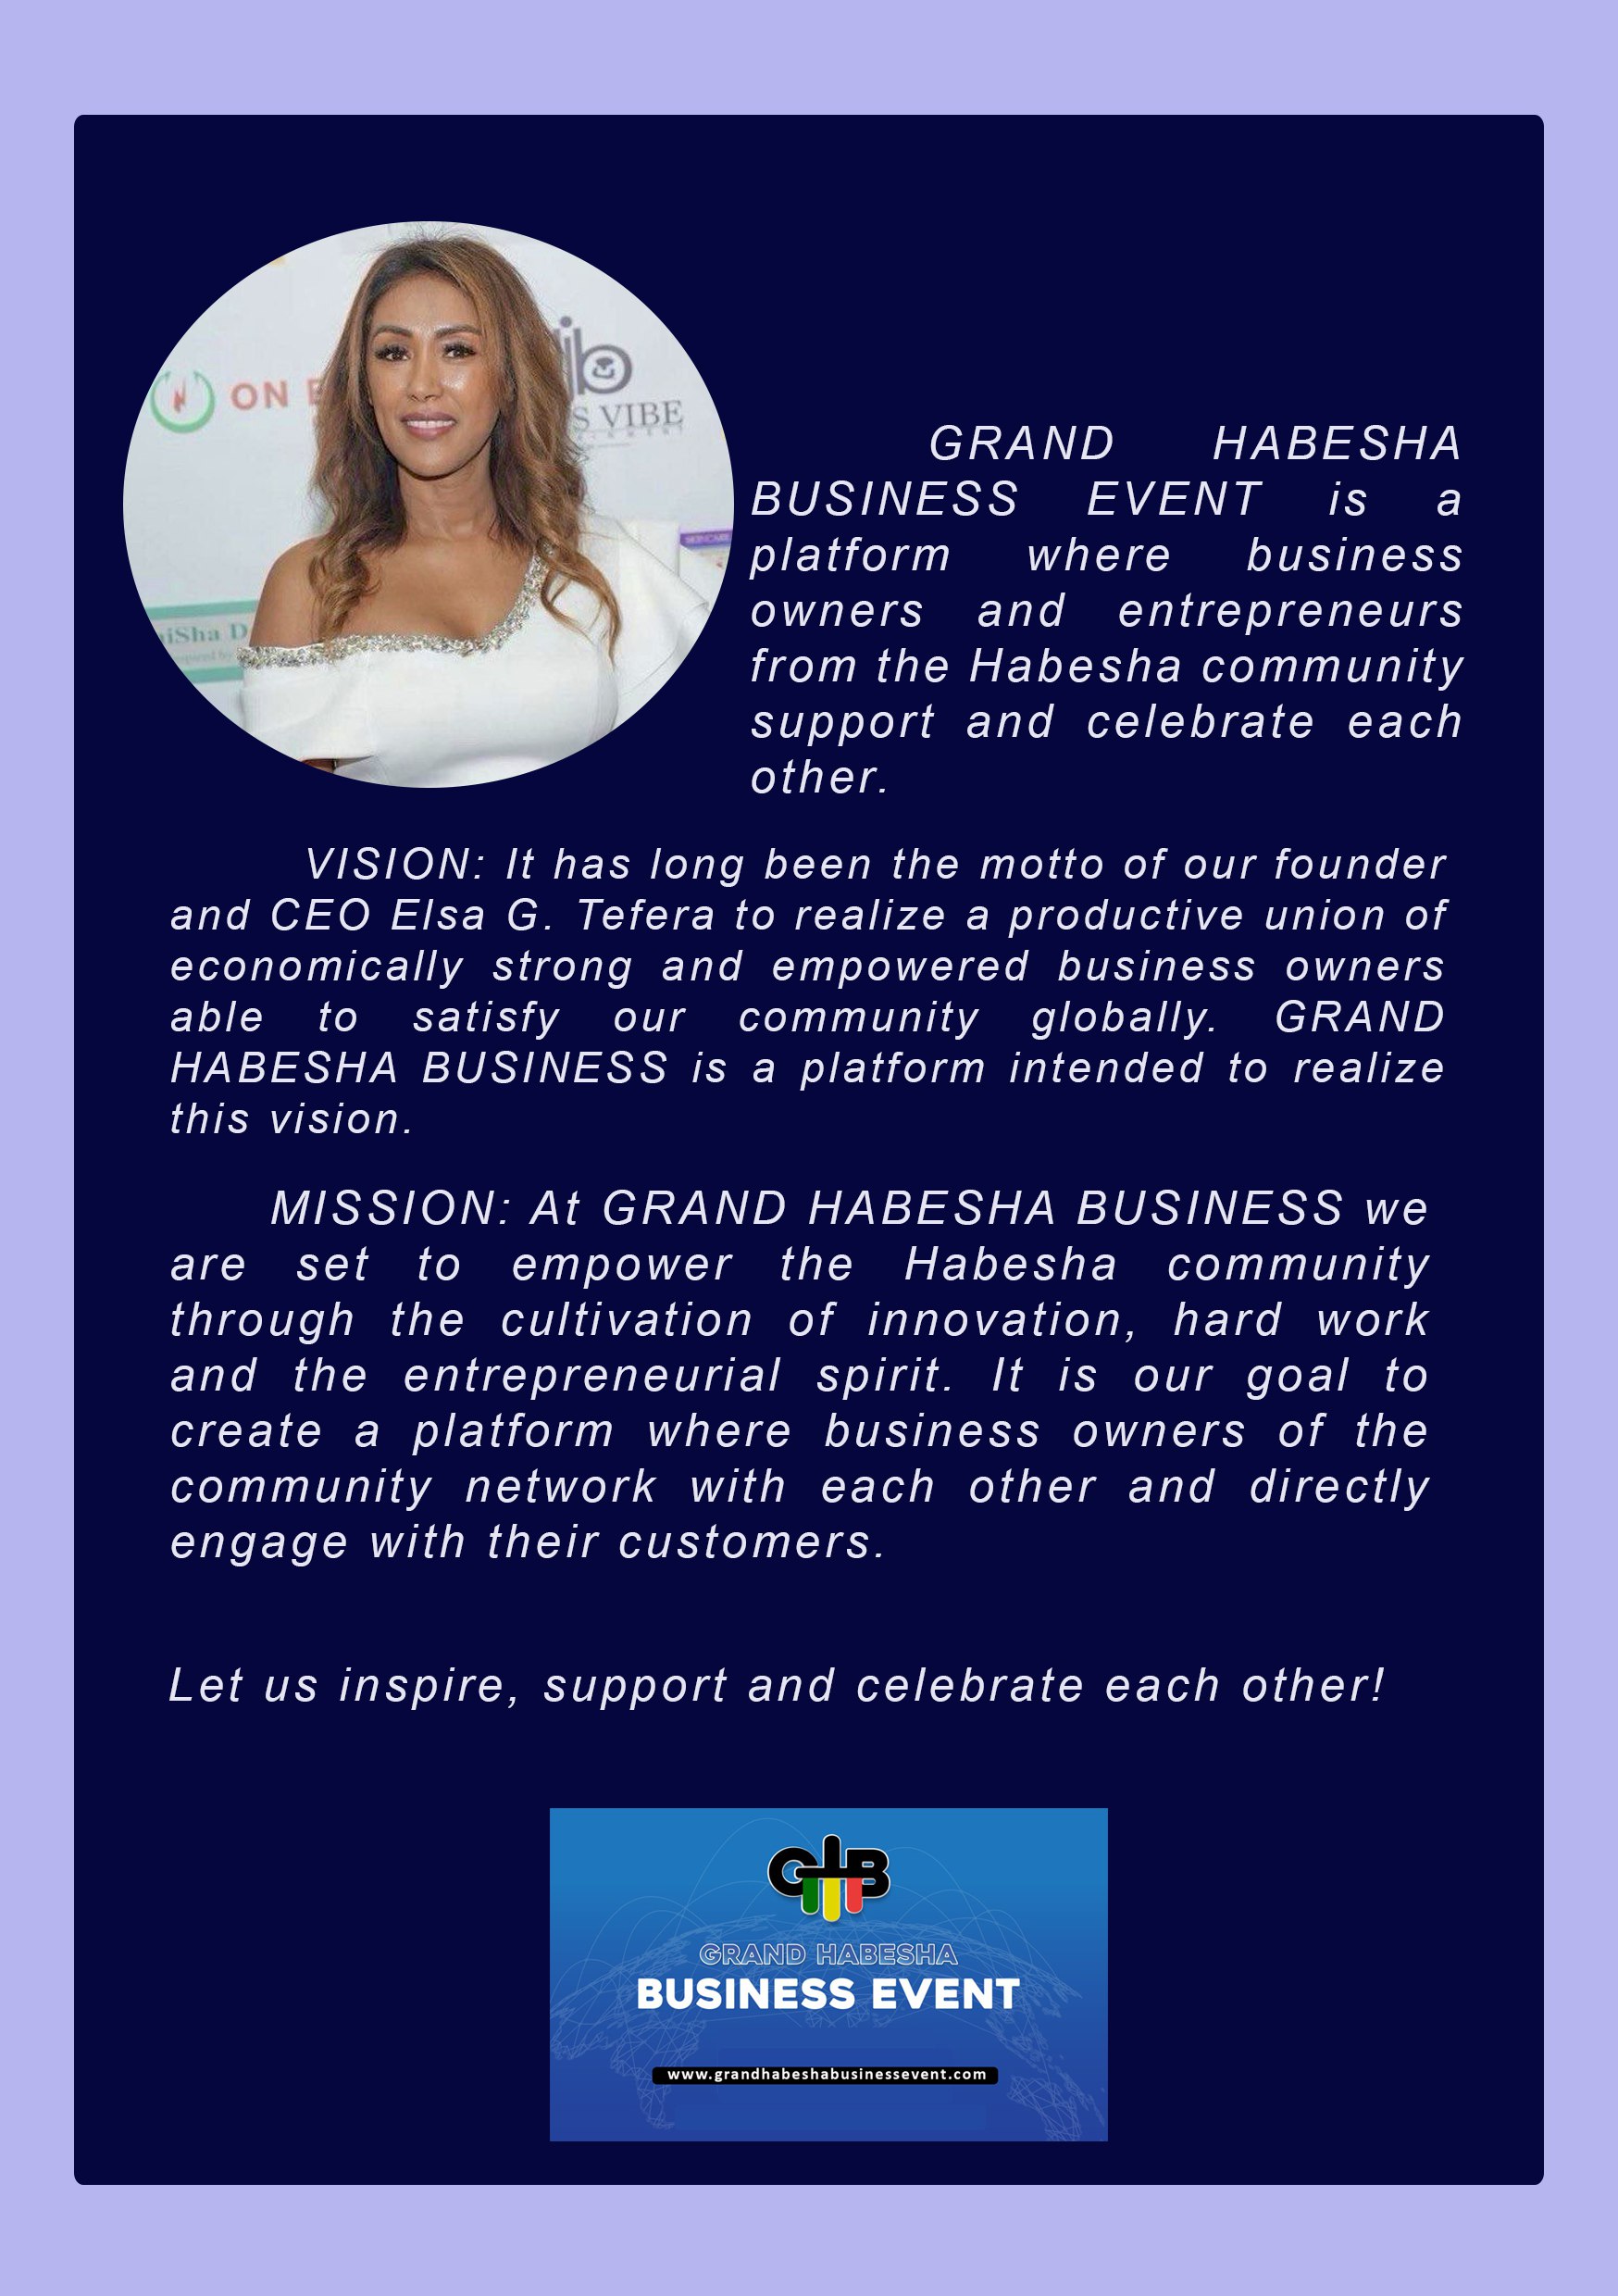 ON
S VIBE
GRAND HABESHA
BUSINESS EVENT is a
platform where business
owners and entrepreneurs
from the Habesha community
support and celebrate each
other.
VISION: It has long been the motto of our founder
and CEO Elsa G. Tefera to realize a productive union of
economically strong and empowered business owners
able to satisfy our community globally. GRAND
HABESHA BUSINESS is a platform intended to realize
this vision.
MISSION: At GRAND HABESHA BUSINESS we
are set to empower the Habesha community
through the cultivation of innovation, hard work
and the entrepreneurial spirit. It is our goal to
create a platform where business owners of the
community network with each other and directly
engage with their customers.
Let us inspire, support and celebrate each other!
GHB
GRAND HABESHA
BUSINESS EVENT
www.grandhabeshabusinessevent.com